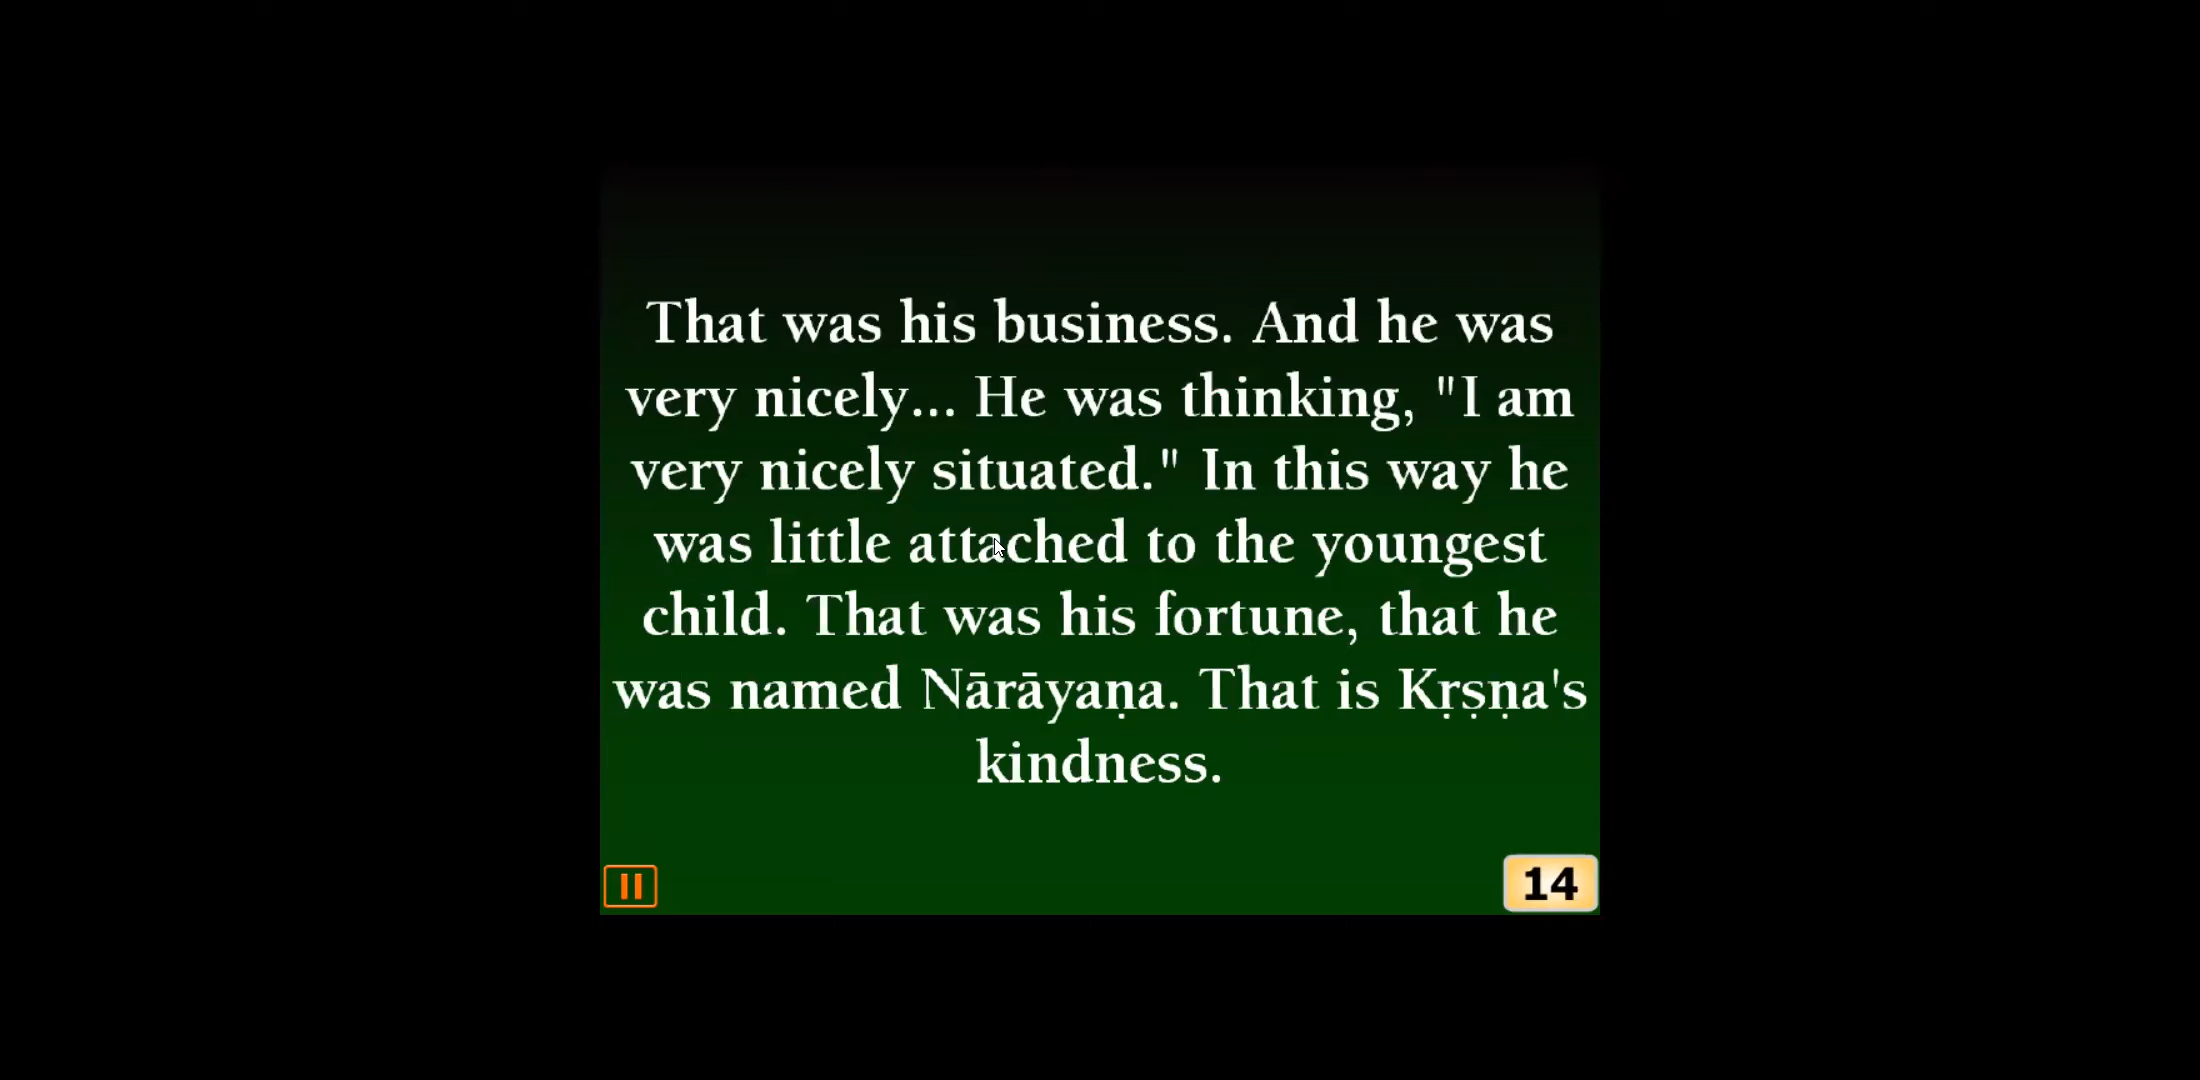 That was his business. And he was
very nicely... He was thinking, "I am
very nicely situated." In this way he
was little attached to the youngest
child. That was his fortune, that he
was named Nārāyaṇa. That is Kṛṣṇa's
kindness.
14